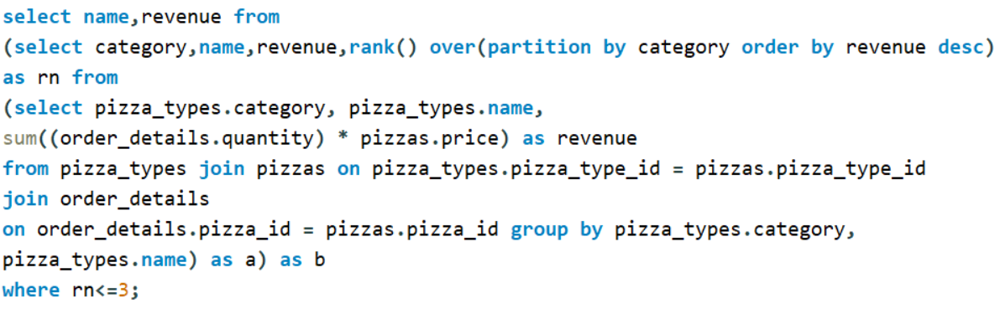 select name,revenue from
(select category,name,revenue,rank() over(partition by category order by revenue desc)
as rn from
(select pizza_types.category, pizza_types.name,
sum((order_details.quantity) * pizzas.price) as revenue
from pizza_types join pizzas on pizza_types.pizza_type_id = pizzas.pizza_type_id
join order_details
on order_details.pizza_id = pizzas.pizza_id group by pizza_types.category,
pizza_types.name) as a) as b
where rn<=3;